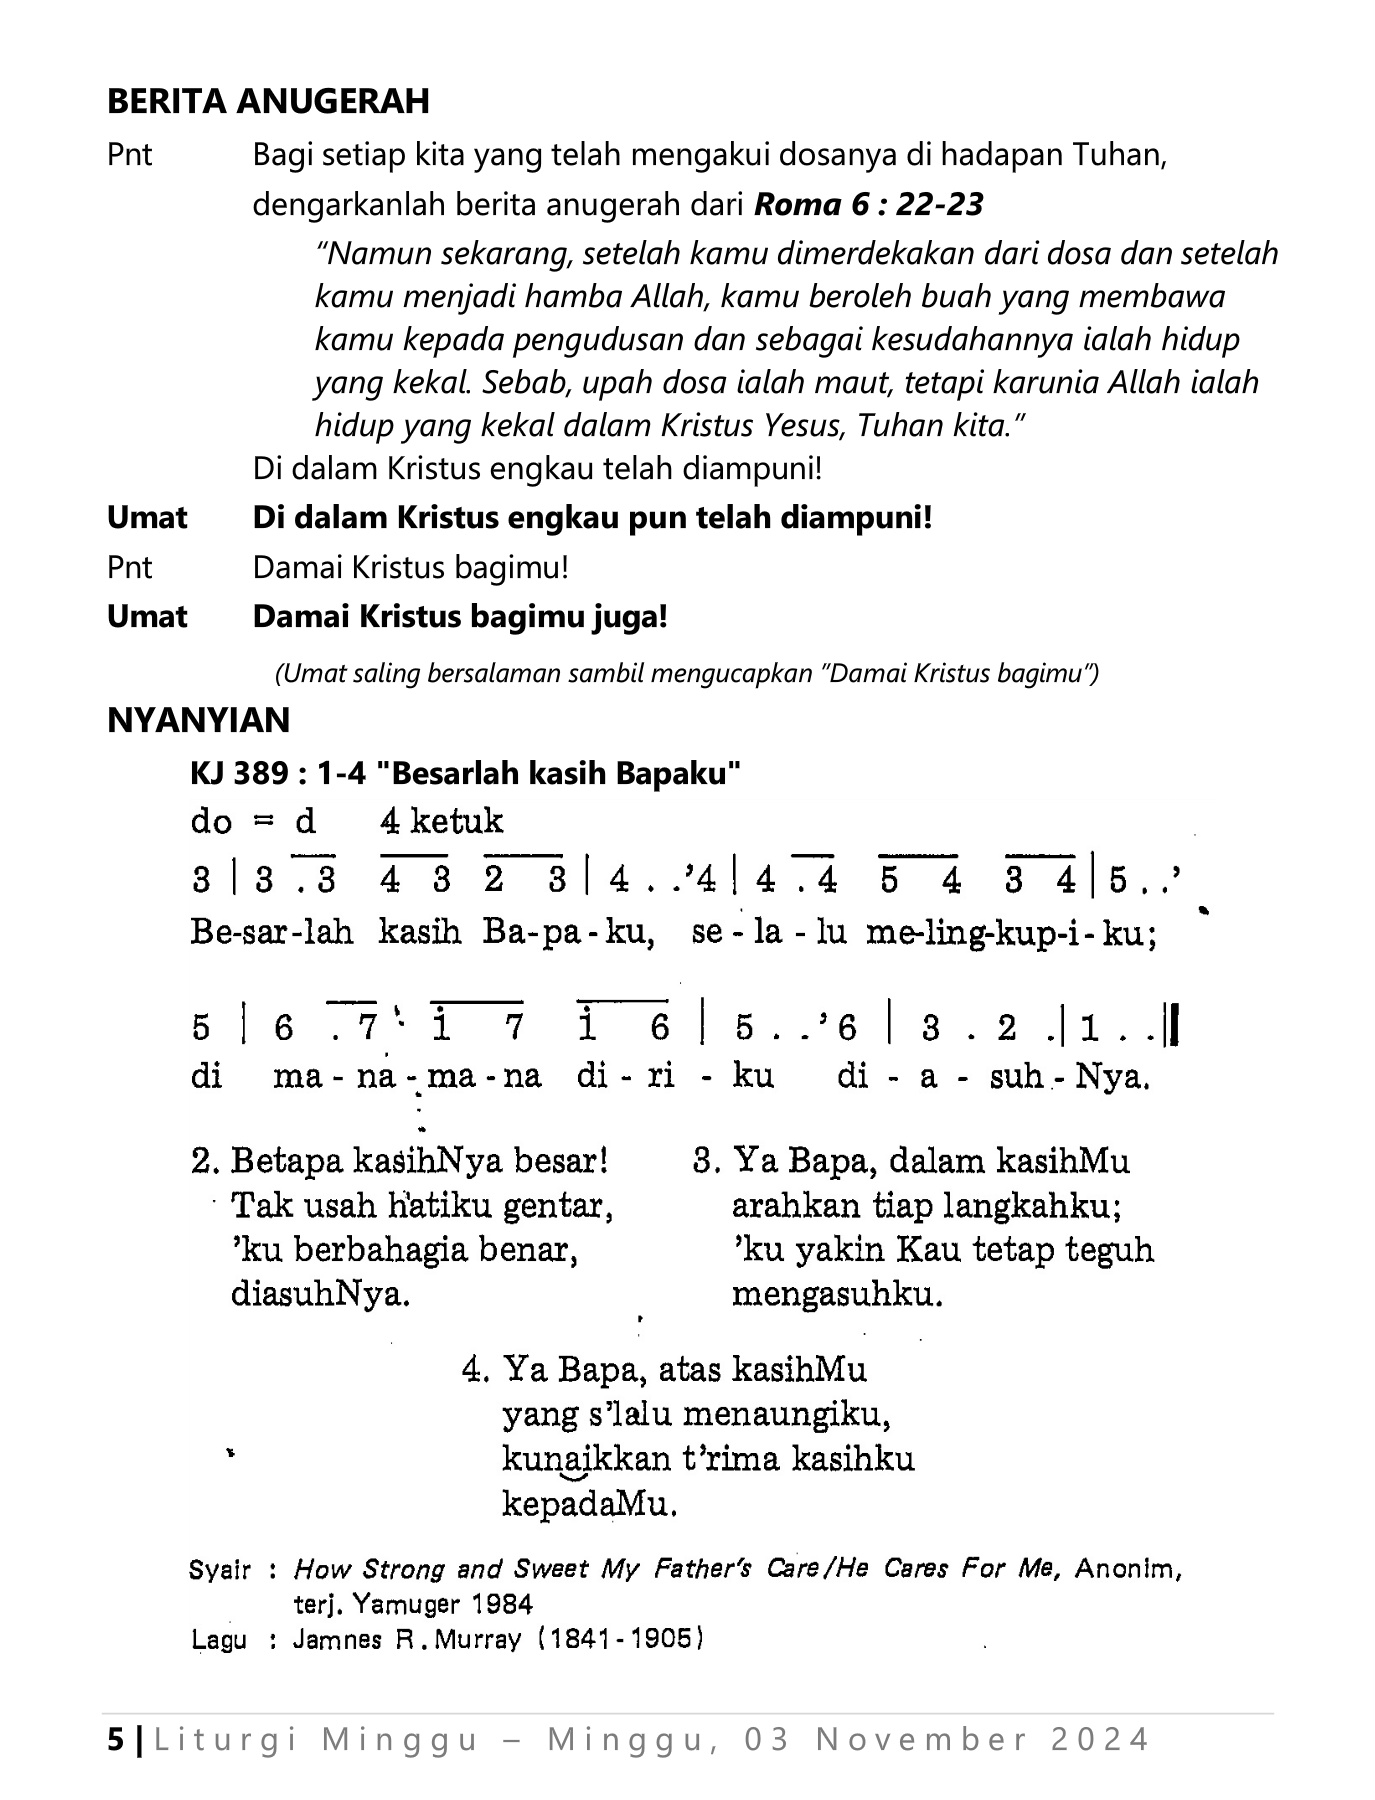 BERITA ANUGERAH
Pnt Bagi setiap kita yang telah mengakui dosanya di hadapan Tuhan,
dengarkanlah berita anugerah dari Roma 6 : 22-23
“Namun sekarang, setelah kamu dimerdekakan dari dosa dan setelah
kamu menjadi hamba Allah, kamu beroleh buah yang membawa
kamu kepada pengudusan dan sebagai kesudahannya ialah hidup
yang kekal. Sebab, upah dosa ialah maut, tetapi karunia Allah ialah
hidup yang kekal dalam Kristus Yesus, Tuhan kita.”
Di dalam Kristus engkau telah diampuni!
Umat Di dalam Kristus engkau pun telah diampuni!
Pnt Damai Kristus bagimu!
Umat Damai Kristus bagimu juga!
(Umat saling bersalaman sambil mengucapkan ”Damai Kristus bagimu”)
NYANYIAN
KJ 389 : 1-4 "Besarlah kasih Bapaku"
do = d 4 ketuk
3 | 3 . 3 4 3 2 3 | 4 . .’4 | 4 . 4 5 4 3 4 | 5 . .’
Be-sar-lah kasih Ba-pa-ku, se-la-lu me-ling-kup-i-ku;
5 | 6 . 7 i 7 i 6 | 5 . .’6 | 3 . 2 . | 1 . . ||
di ma-na-ma-na di-ri-ku di-a-suh-Nya.
2. Betapa kasihNya besar!
Tak usah hatiku gentar,
’ku berbahagia benar,
diasuhNya.
3. Ya Bapa, dalam kasihMu
arahkan tiap langkahku;
’ku yakin Kau tetap teguh
mengasuhku.
4. Ya Bapa, atas kasihMu
yang s’lalu menaungiku,
kunaikkan t’rima kasihku
kepadaMu.
Syair : How Strong and Sweet My Father’s Care/He Cares For Me, Anonim,
terj. Yamuger 1984
Lagu : Jamnes R. Murray (1841-1905)
5 | Liturgi Minggu – Minggu, 03 November 2024